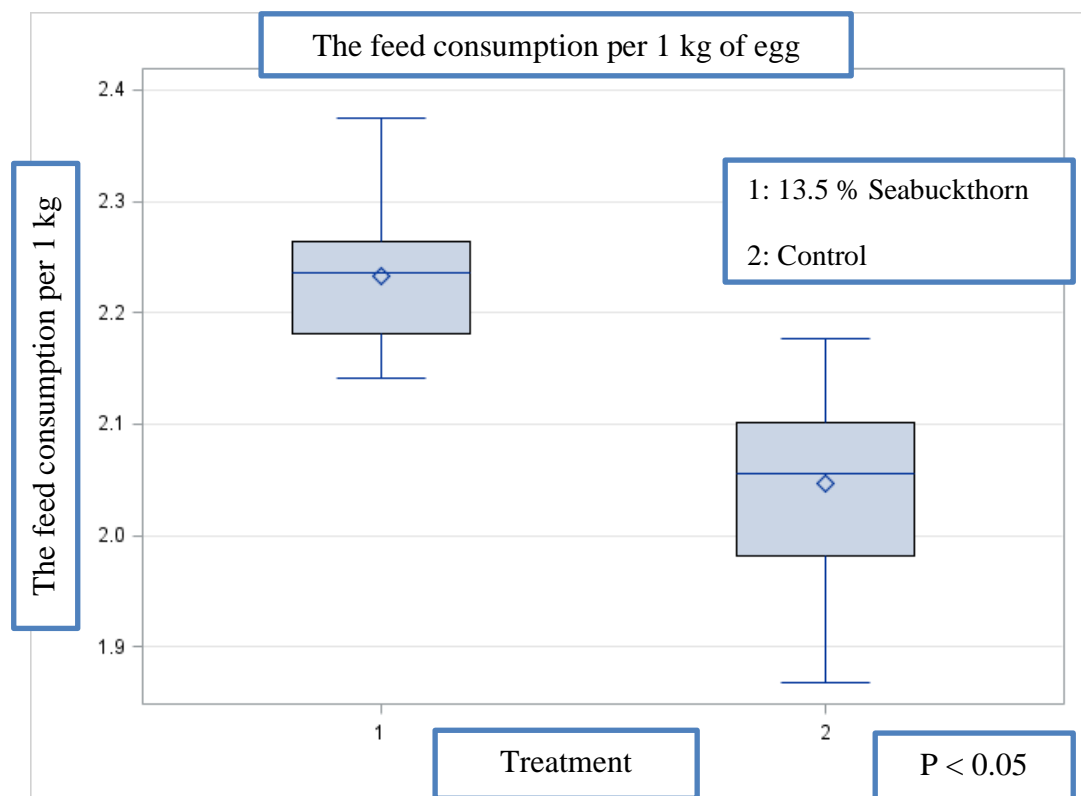 The feed consumption per 1 kg of egg
The feed consumption per 1 kg
2.4
2.3
2.2
2.1
2.0
1.9
1: 13.5 % Seabuckthorn
2: Control
1
2
Treatment
P < 0.05